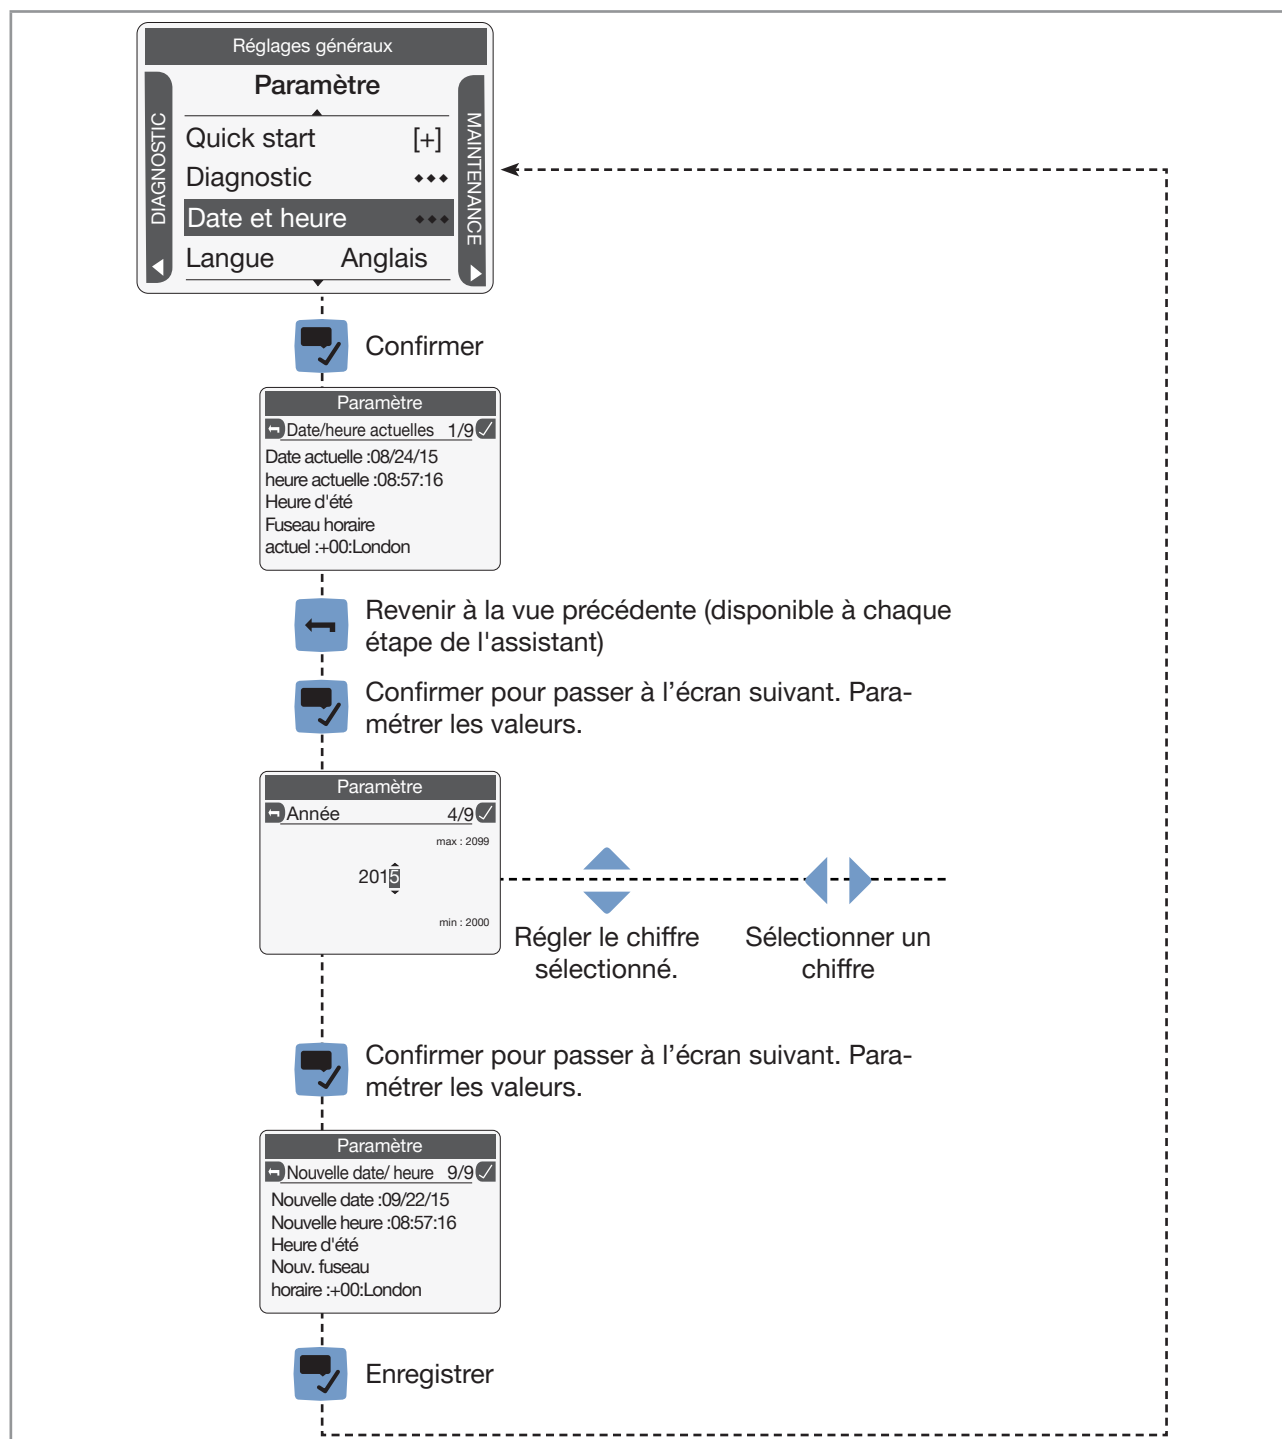 Réglages généraux
Paramètre
DIAGNOSTIC
MAINTENANCE
Quick start [+]
Diagnostic
Date et heure
Langue Anglais
Confirmer
Paramètre
Date/heure actuelles 1/9
Date actuelle :08/24/15
heure actuelle :08:57:16
Heure d'été
Fuseau horaire
actuel :+00:London
Revenir à la vue précédente (disponible à chaque
étape de l'assistant)
Confirmer pour passer à l’écran suivant. Para-
métrer les valeurs.
Paramètre
Année 4/9
max : 2099
2015
min : 2000
Régler le chiffre
sélectionné.
Sélectionner un
chiffre
Confirmer pour passer à l’écran suivant. Para-
métrer les valeurs.
Paramètre
Nouvelle date/ heure 9/9
Nouvelle date :09/22/15
Nouvelle heure :08:57:16
Heure d'été
Nouv. fuseau
horaire :+00:London
Enregistrer